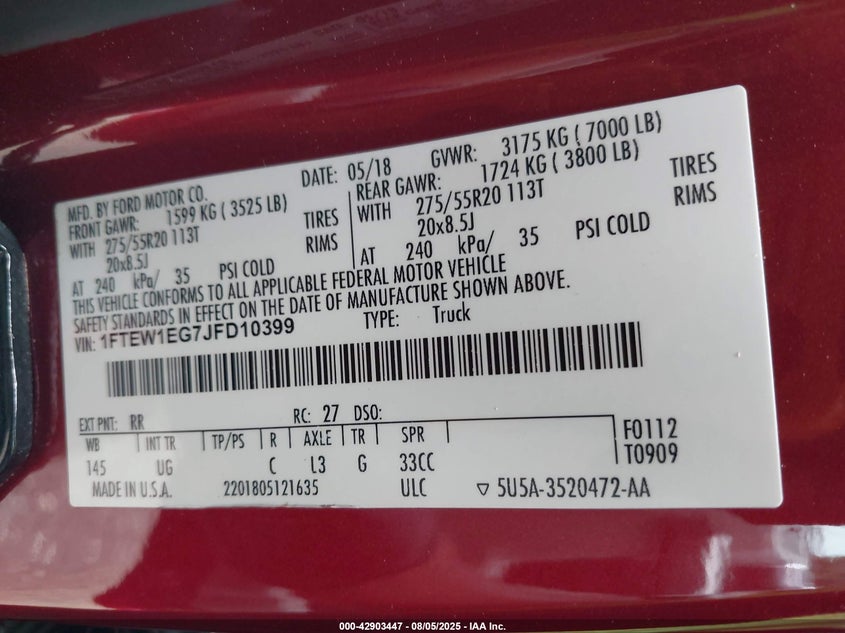 MFD. BY FORD MOTOR CO.
DATE: 05/18
GVWR: 3175 KG ( 7000 LB)
FRONT GAWR: 1599 KG ( 3525 LB)
REAR GAWR: 1724 KG ( 3800 LB)
WITH 275/55R20 113T TIRES
WITH 275/55R20 113T TIRES
20x8.5J RIMS
20x8.5J RIMS
AT 240 kPa/ 35 PSI COLD
AT 240 kPa/ 35 PSI COLD
THIS VEHICLE CONFORMS TO ALL APPLICABLE FEDERAL MOTOR VEHICLE
SAFETY STANDARDS IN EFFECT ON THE DATE OF MANUFACTURE SHOWN ABOVE.
VIN: 1FTEW1EG7JFD10399
TYPE: Truck
EXT PNT: RR RC: 27 DSO:
WB INT TR TP/PS R AXLE TR SPR
145 UG C L3 G 33CC
F0112
T0909
MADE IN U.S.A. 2201805121635 ULC ▽ 5U5A-3520472-AA
000-42903447 - 08/05/2025 - IAA Inc.